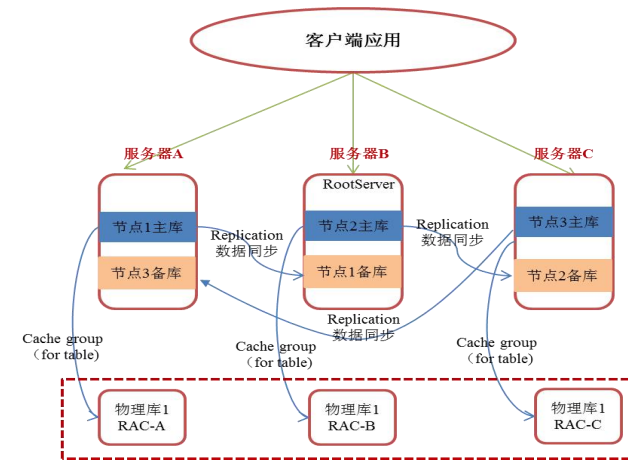 客户端应用
服务器A
服务器B
服务器C
RootServer
节点1主库
节点2主库
节点3主库
Replication
数据同步
Replication
数据同步
节点3备库
节点1备库
节点2备库
Replication
数据同步
Cache group
（for table)
Cache group
（for table)
Cache group
（for table)
物理库1
RAC-A
物理库1
RAC-B
物理库1
RAC-C